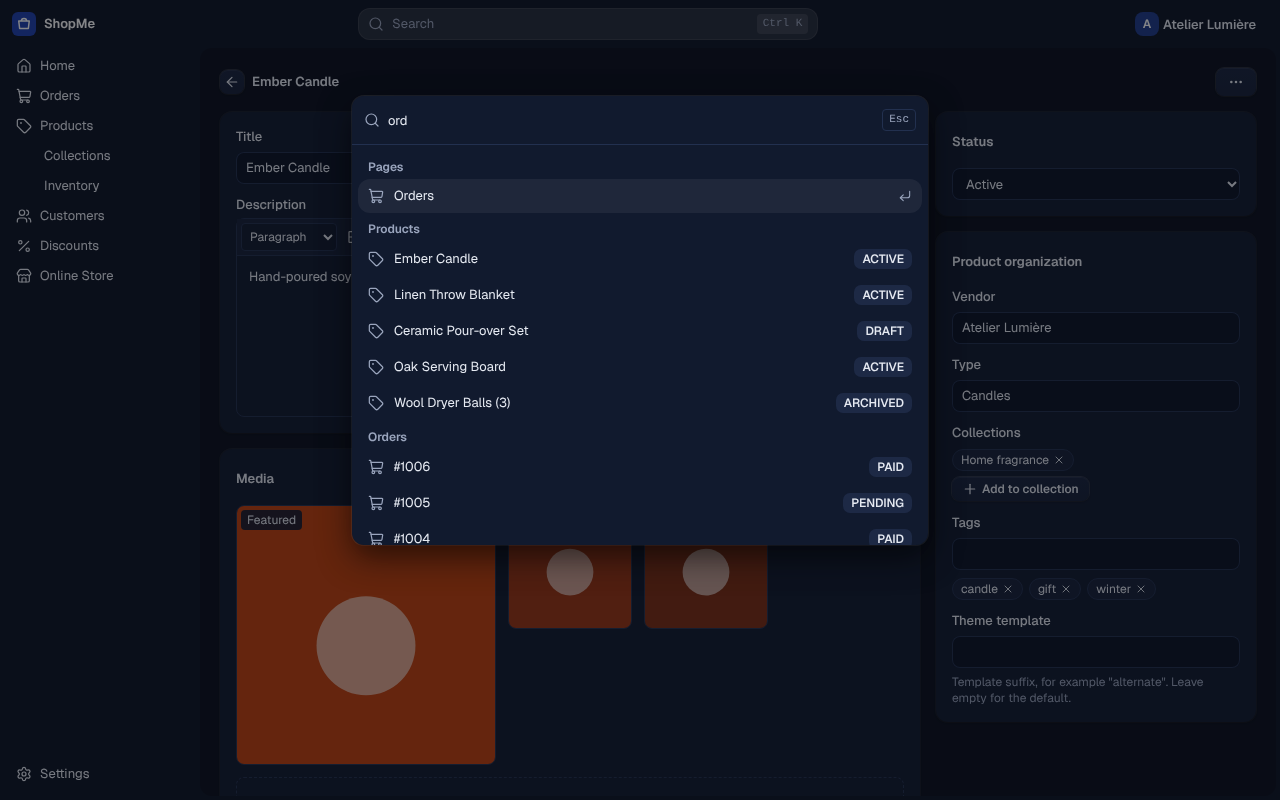 ShopMe
Search
Ctrl K
A
Atelier Lumière
Home
Orders
Products
Collections
Inventory
Customers
Discounts
Online Store
Settings
Ember Candle
Title
Ember Candle
Description
Paragraph
Hand-poured soy
Media
Featured
ord
Esc
Pages
Orders
Products
Ember Candle
ACTIVE
Linen Throw Blanket
ACTIVE
Ceramic Pour-over Set
DRAFT
Oak Serving Board
ACTIVE
Wool Dryer Balls (3)
ARCHIVED
Orders
#1006
PAID
#1005
PENDING
#1004
PAID
Status
Active
Product organization
Vendor
Atelier Lumière
Type
Candles
Collections
Home fragrance
Add to collection
Tags
candle
gift
winter
Theme template
Template suffix, for example "alternate". Leave
empty for the default.